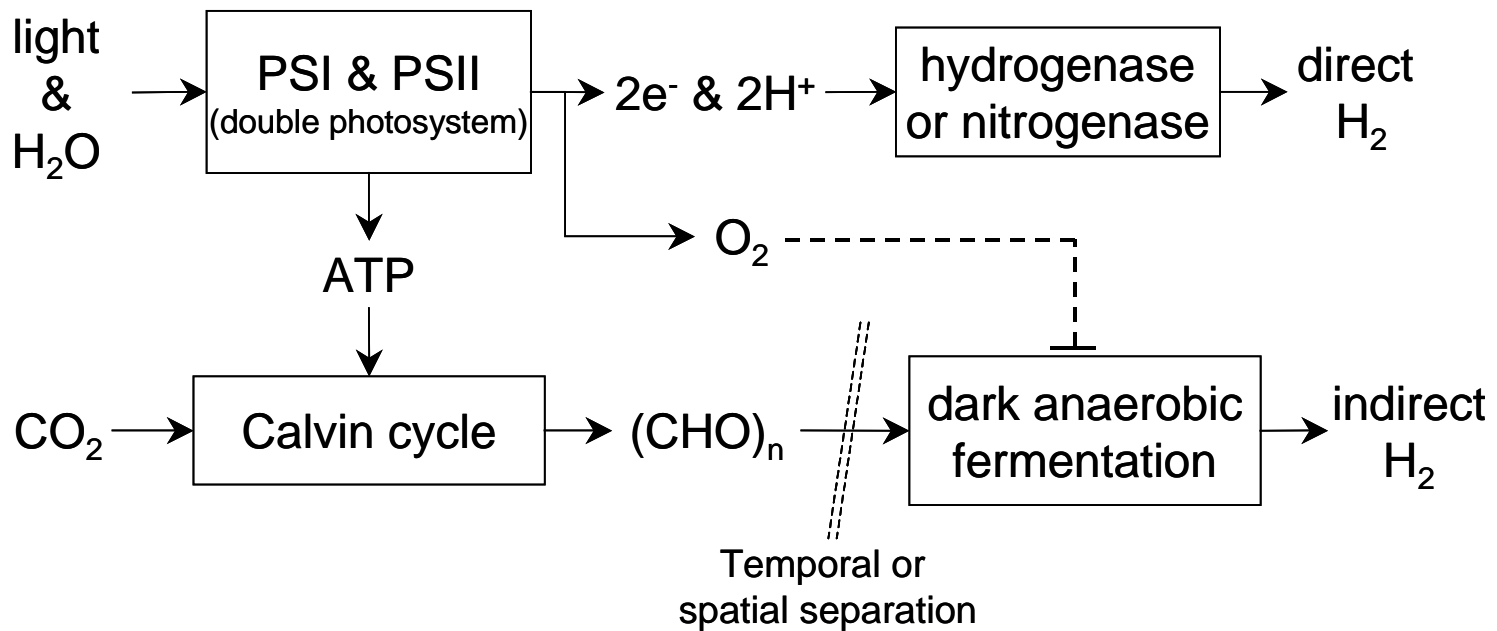 light
&
H₂O
PSI & PSII
(double photosystem)
2e⁻ & 2H⁺
hydrogenase
or nitrogenase
direct
H₂
O₂
ATP
CO₂
Calvin cycle
(CHO)ₙ
dark anaerobic
fermentation
indirect
H₂
Temporal or
spatial separation